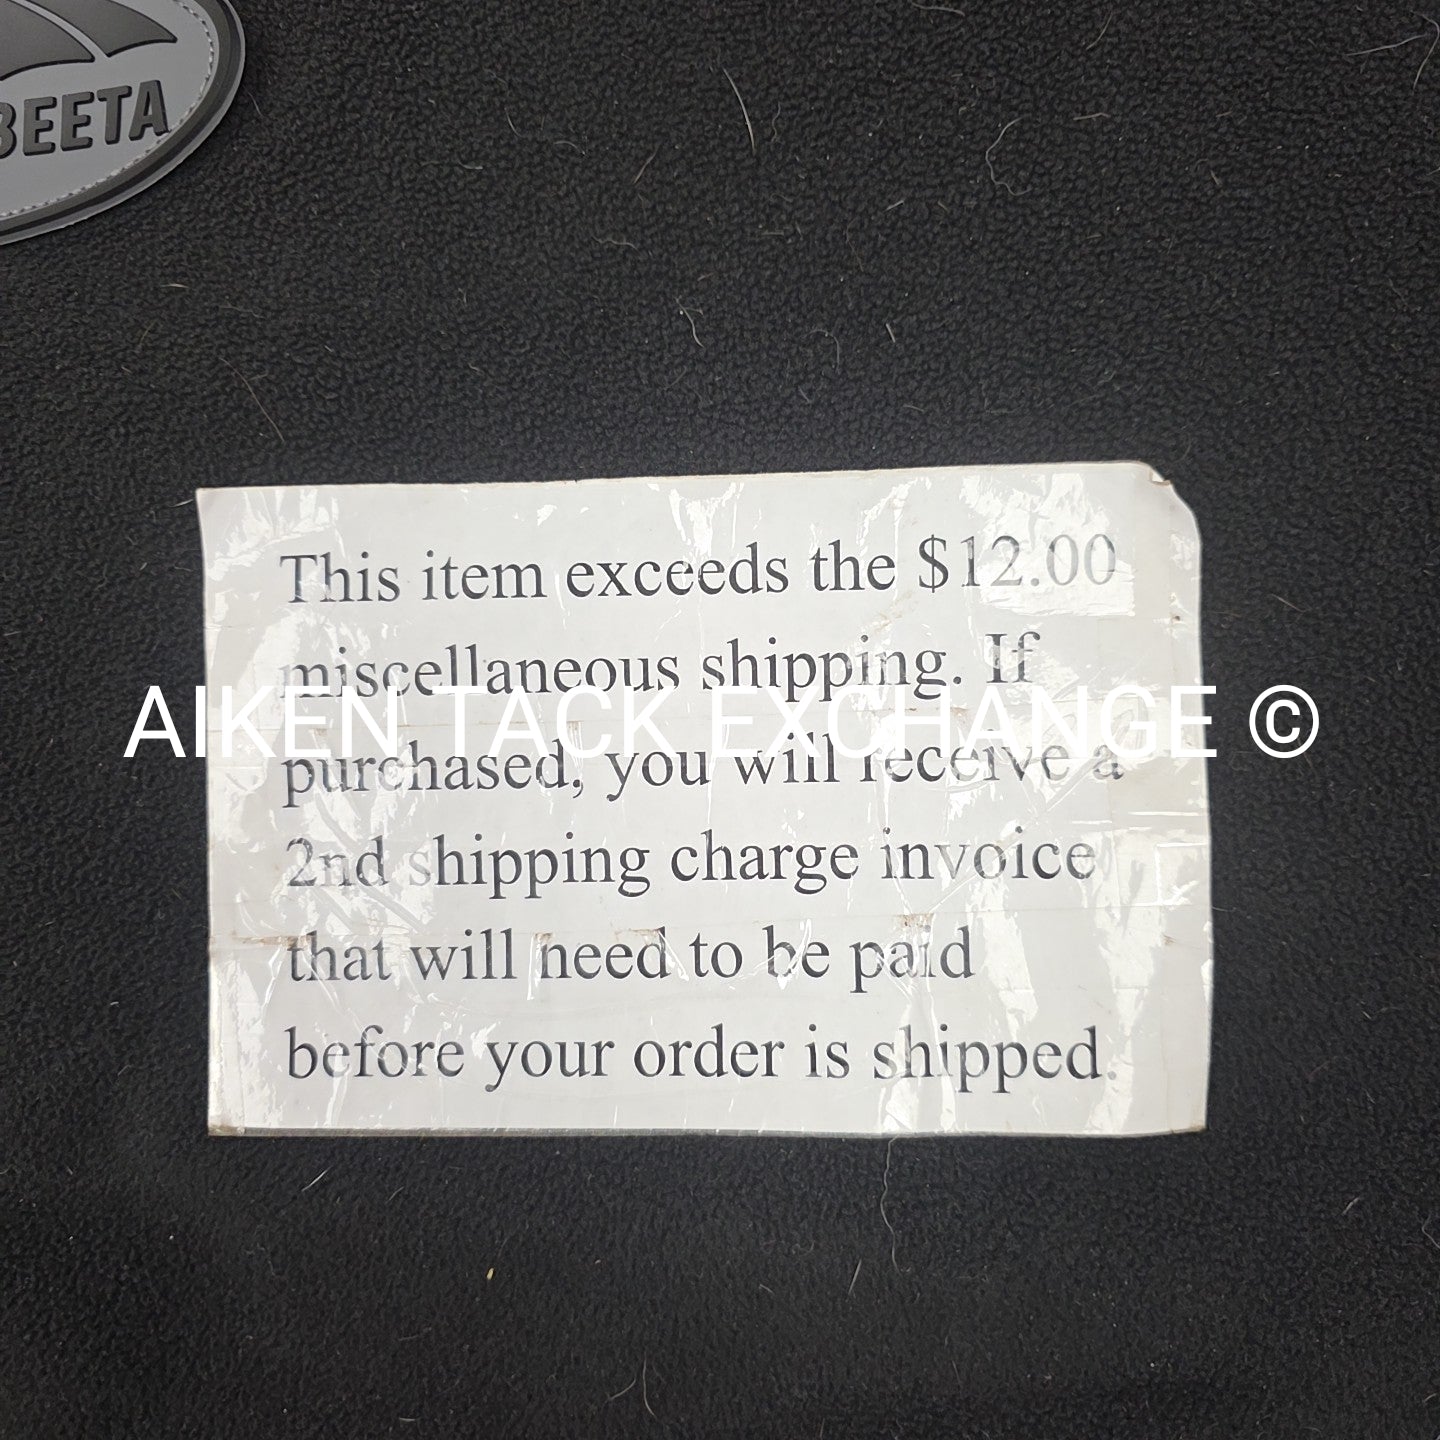 BEETA
This item exceeds the $12.00
miscellaneous shipping. If
AIKEN TACK EXCHANGE ©
purchased, you will receive a
2nd shipping charge invoice
that will need to be paid
before your order is shipped.